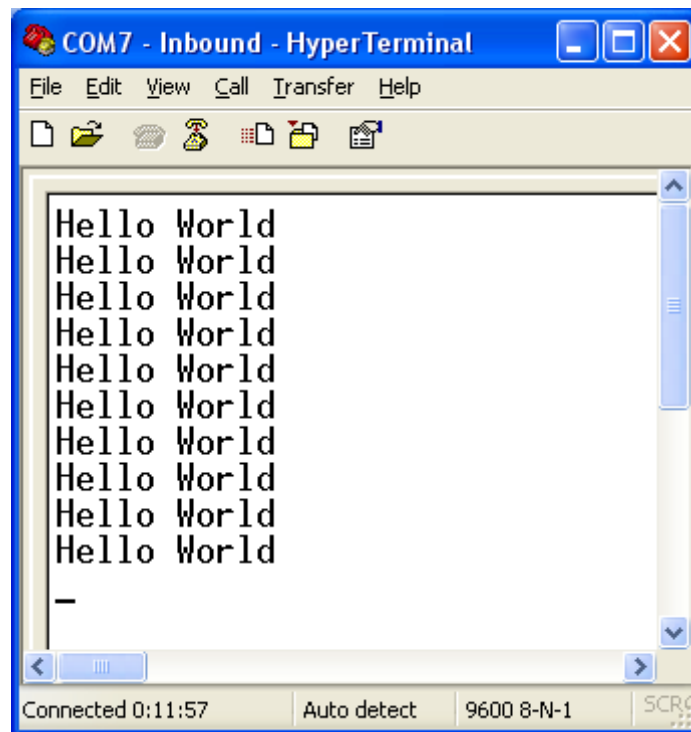 COM7 - Inbound - HyperTerminal
File Edit View Call Transfer Help
Hello World
Hello World
Hello World
Hello World
Hello World
Hello World
Hello World
Hello World
Hello World
Hello World
_
Connected 0:11:57 Auto detect 9600 8-N-1